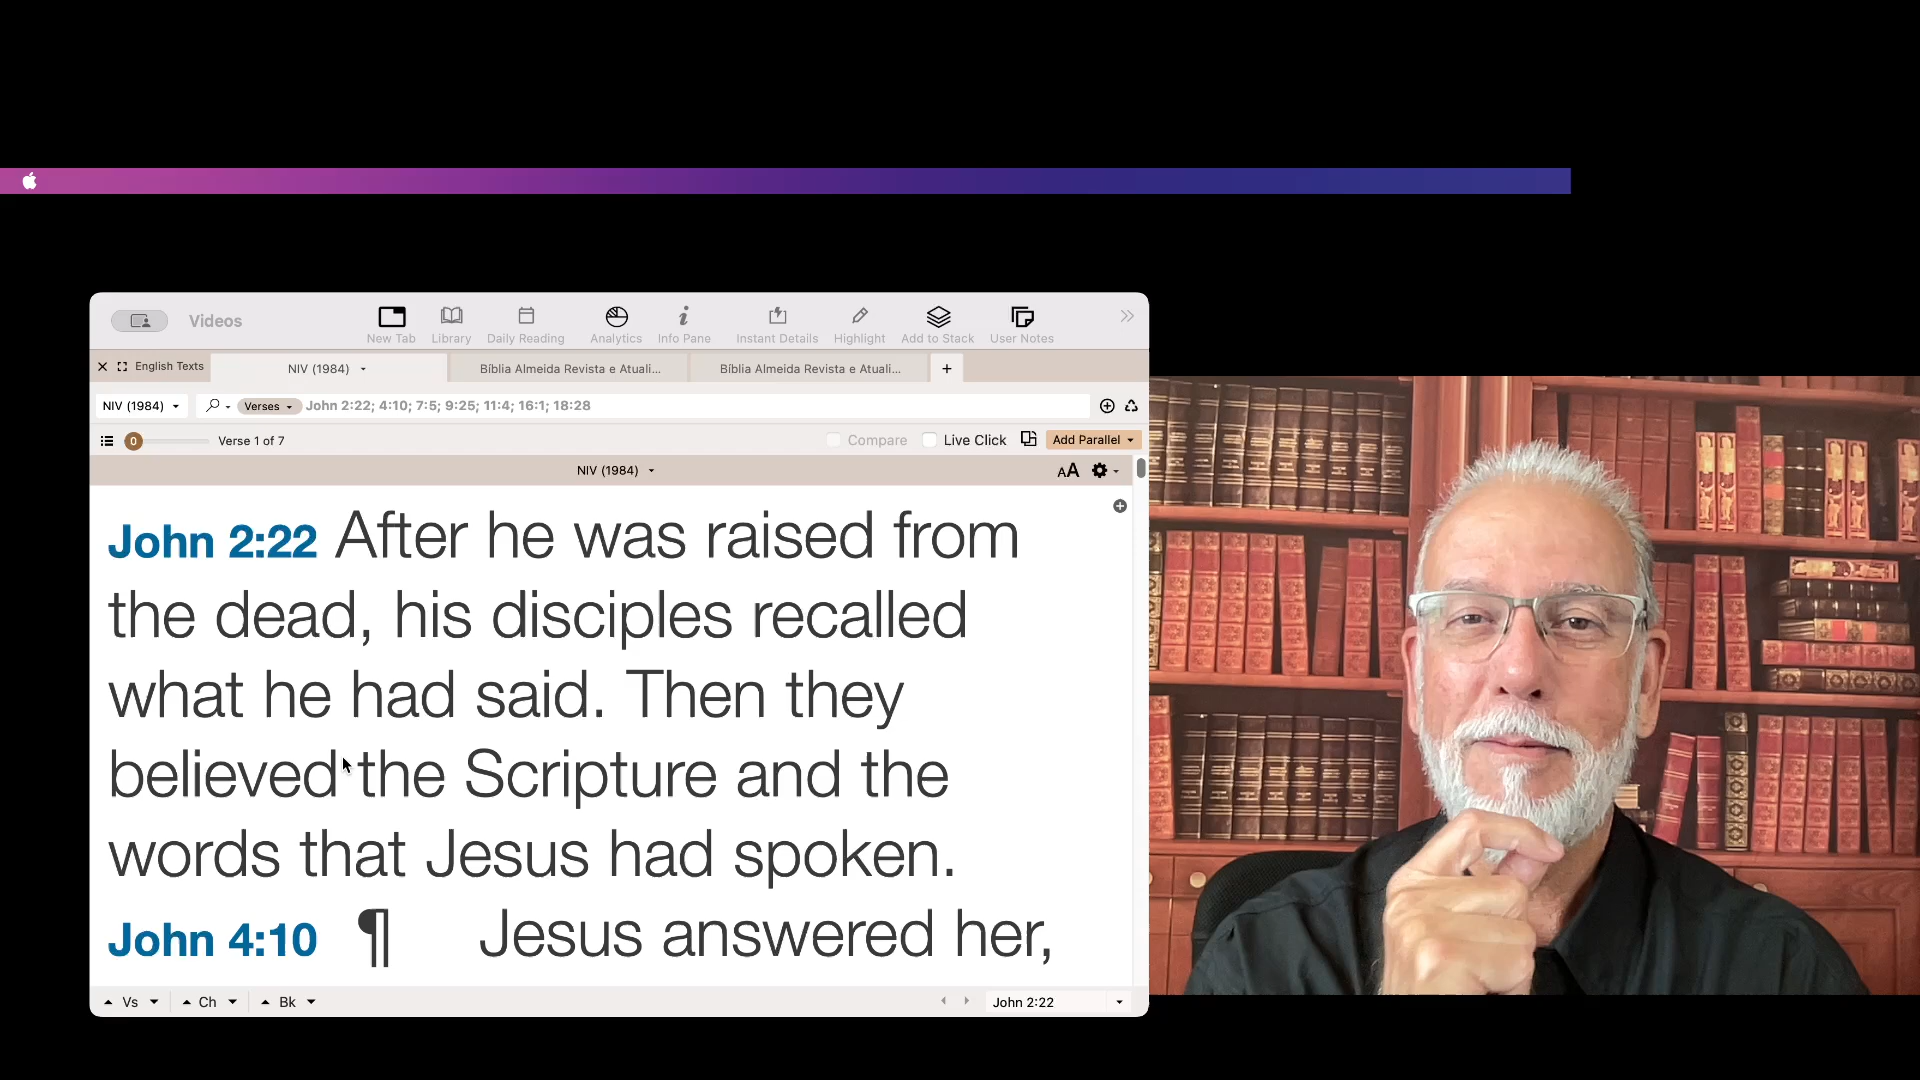 Videos
New Tab
Library
Daily Reading
Analytics
Info Pane
Instant Details
Highlight
Add to Stack
User Notes
English Texts
NIV (1984)
Bíblia Almeida Revista e Atuali...
Bíblia Almeida Revista e Atuali...
NIV (1984)
Verses
John 2:22; 4:10; 7:5; 9:25; 11:4; 16:1; 18:28
0
Verse 1 of 7
Compare
Live Click
Add Parallel
NIV (1984)
AA
John 2:22 After he was raised from
the dead, his disciples recalled
what he had said. Then they
believed the Scripture and the
words that Jesus had spoken.
John 4:10 ¶ Jesus answered her,
Vs
Ch
Bk
John 2:22